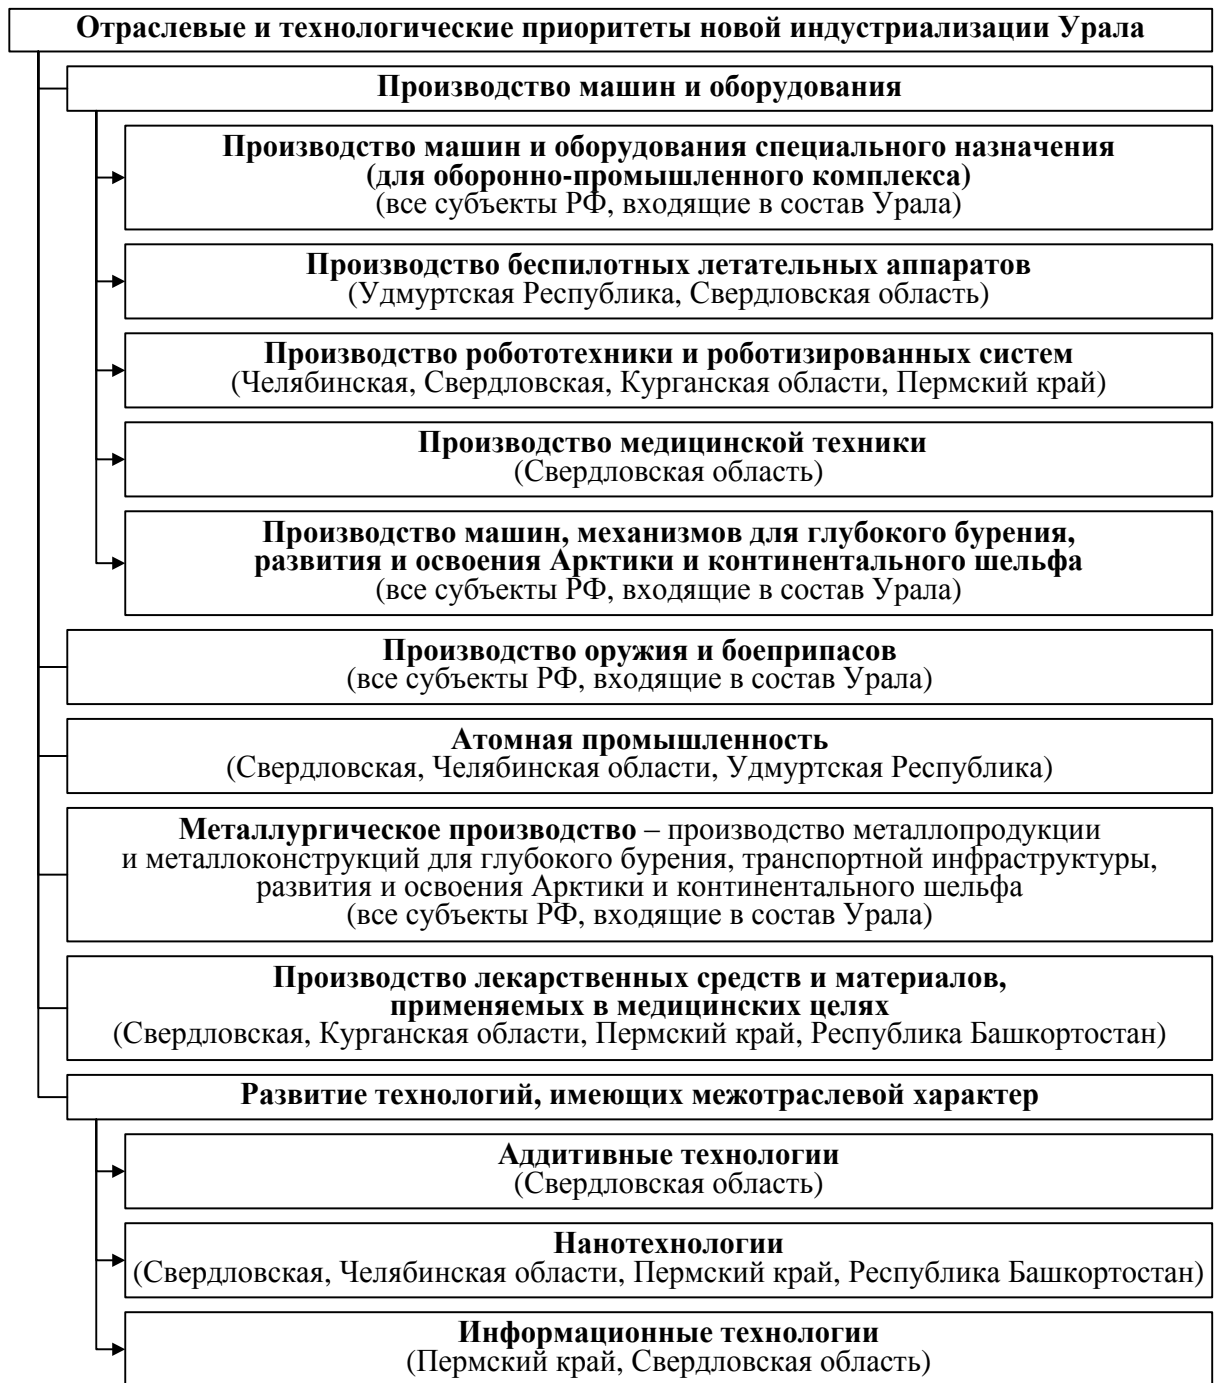 Отраслевые и технологические приоритеты новой индустриализации Урала
Производство машин и оборудования
Производство машин и оборудования специального назначения
(для оборонно-промышленного комплекса)
(все субъекты РФ, входящие в состав Урала)
Производство беспилотных летательных аппаратов
(Удмуртская Республика, Свердловская область)
Производство робототехники и роботизированных систем
(Челябинская, Свердловская, Курганская области, Пермский край)
Производство медицинской техники
(Свердловская область)
Производство машин, механизмов для глубокого бурения,
развития и освоения Арктики и континентального шельфа
(все субъекты РФ, входящие в состав Урала)
Производство оружия и боеприпасов
(все субъекты РФ, входящие в состав Урала)
Атомная промышленность
(Свердловская, Челябинская области, Удмуртская Республика)
Металлургическое производство – производство металлопродукции
и металлоконструкций для глубокого бурения, транспортной инфраструктуры,
развития и освоения Арктики и континентального шельфа
(все субъекты РФ, входящие в состав Урала)
Производство лекарственных средств и материалов,
применяемых в медицинских целях
(Свердловская, Курганская области, Пермский край, Республика Башкортостан)
Развитие технологий, имеющих межотраслевой характер
Аддитивные технологии
(Свердловская область)
Нанотехнологии
(Свердловская, Челябинская области, Пермский край, Республика Башкортостан)
Информационные технологии
(Пермский край, Свердловская область)